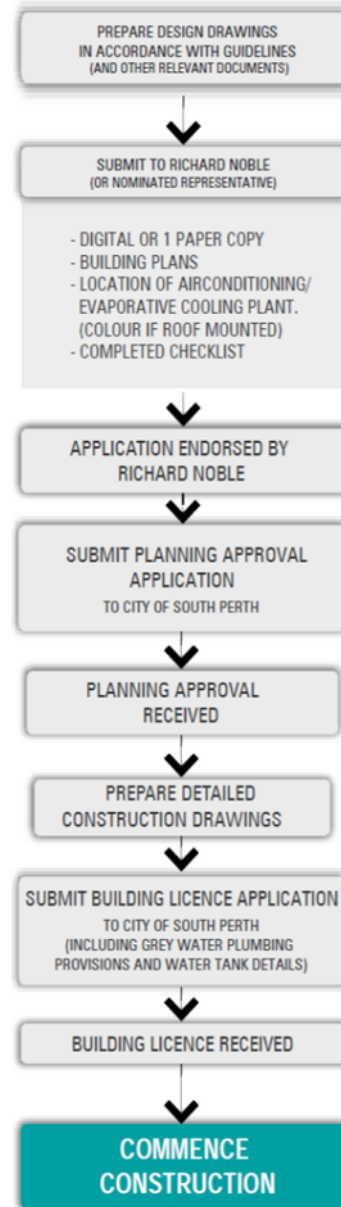 PREPARE DESIGN DRAWINGS
IN ACCORDANCE WITH GUIDELINES
(AND OTHER RELEVANT DOCUMENTS)
SUBMIT TO RICHARD NOBLE
(OR NOMINATED REPRESENTATIVE)
- DIGITAL OR 1 PAPER COPY
- BUILDING PLANS
- LOCATION OF AIRCONDITIONING/
EVAPORATIVE COOLING PLANT.
(COLOUR IF ROOF MOUNTED)
- COMPLETED CHECKLIST
APPLICATION ENDORSED BY
RICHARD NOBLE
SUBMIT PLANNING APPROVAL
APPLICATION
TO CITY OF SOUTH PERTH
PLANNING APPROVAL
RECEIVED
PREPARE DETAILED
CONSTRUCTION DRAWINGS
SUBMIT BUILDING LICENCE APPLICATION
TO CITY OF SOUTH PERTH
(INCLUDING GREY WATER PLUMBING
PROVISIONS AND WATER TANK DETAILS)
BUILDING LICENCE RECEIVED
COMMENCE
CONSTRUCTION